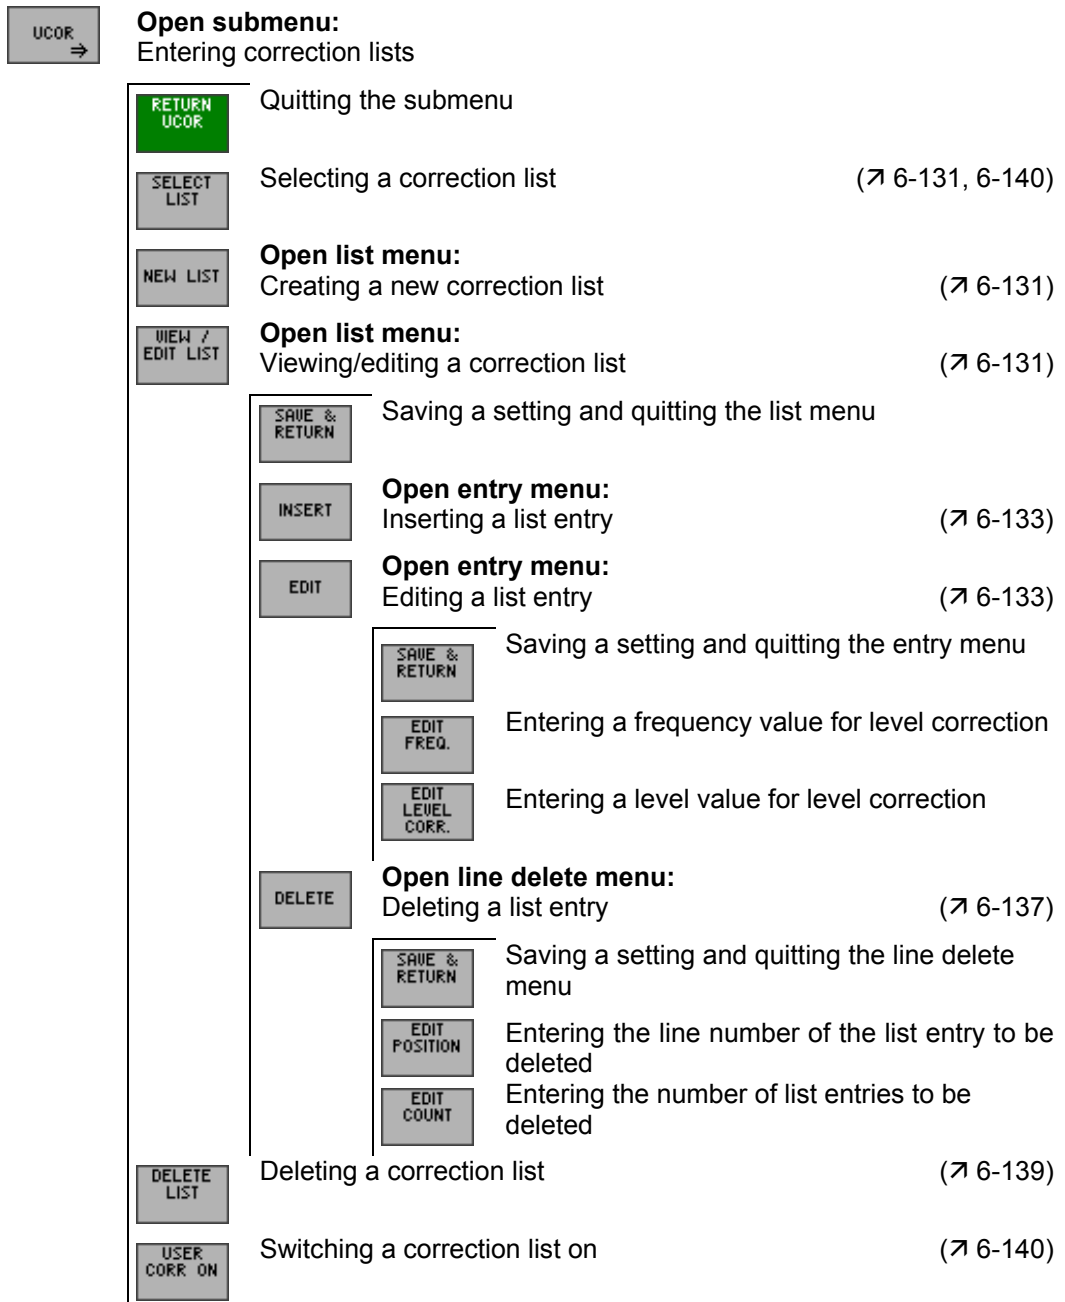 UCOR
⇒
Open submenu:
Entering correction lists
RETURN
UCOR
Quitting the submenu
SELECT
LIST
Selecting a correction list (↗ 6-131, 6-140)
NEW LIST
Open list menu:
Creating a new correction list (↗ 6-131)
VIEW /
EDIT LIST
Open list menu:
Viewing/editing a correction list (↗ 6-131)
SAVE &
RETURN
Saving a setting and quitting the list menu
INSERT
Open entry menu:
Inserting a list entry (↗ 6-133)
EDIT
Open entry menu:
Editing a list entry (↗ 6-133)
SAVE &
RETURN
Saving a setting and quitting the entry menu
EDIT
FREQ.
Entering a frequency value for level correction
EDIT
LEVEL
CORR.
Entering a level value for level correction
DELETE
Open line delete menu:
Deleting a list entry (↗ 6-137)
SAVE &
RETURN
Saving a setting and quitting the line delete
menu
EDIT
POSITION
Entering the line number of the list entry to be
deleted
EDIT
COUNT
Entering the number of list entries to be
deleted
DELETE
LIST
Deleting a correction list (↗ 6-139)
USER
CORR ON
Switching a correction list on (↗ 6-140)